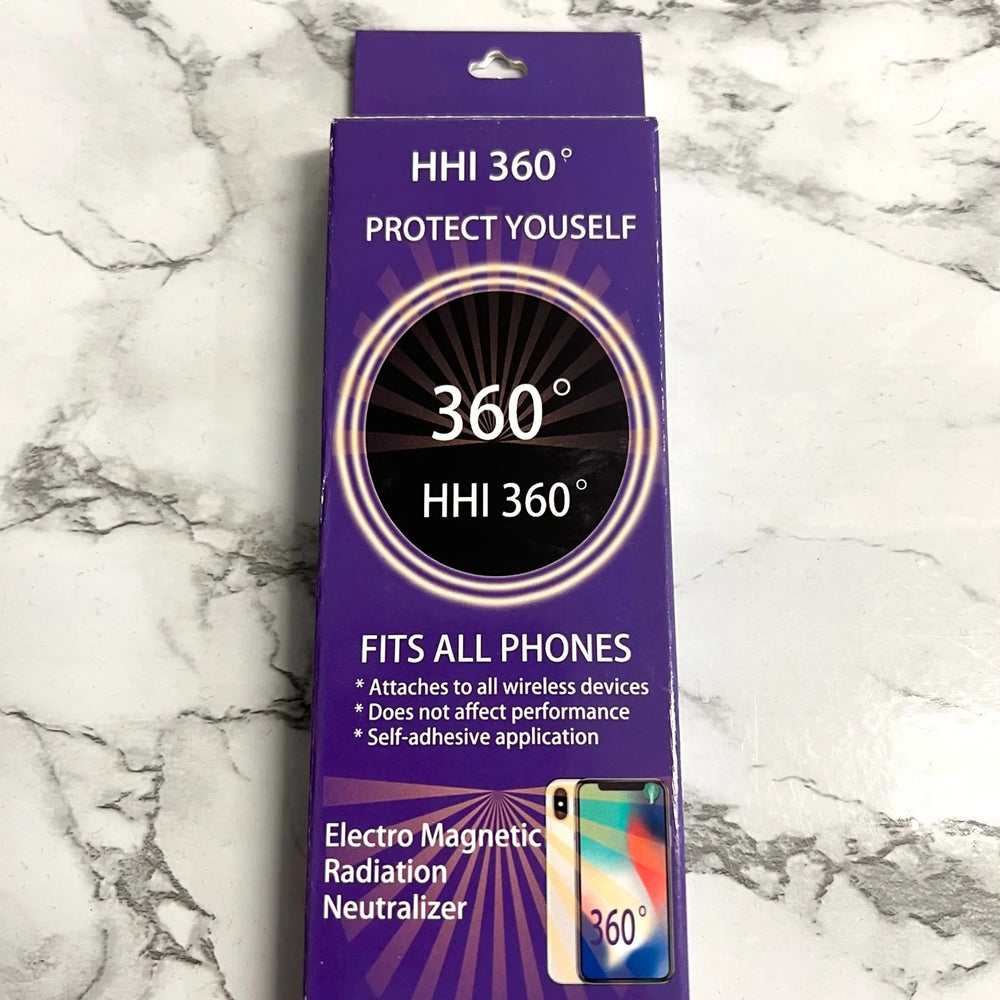 HHI 360°
PROTECT YOUSELF
360°
HHI 360°
FITS ALL PHONES
* Attaches to all wireless devices
* Does not affect performance
* Self-adhesive application
Electro Magnetic
Radiation
Neutralizer
360°